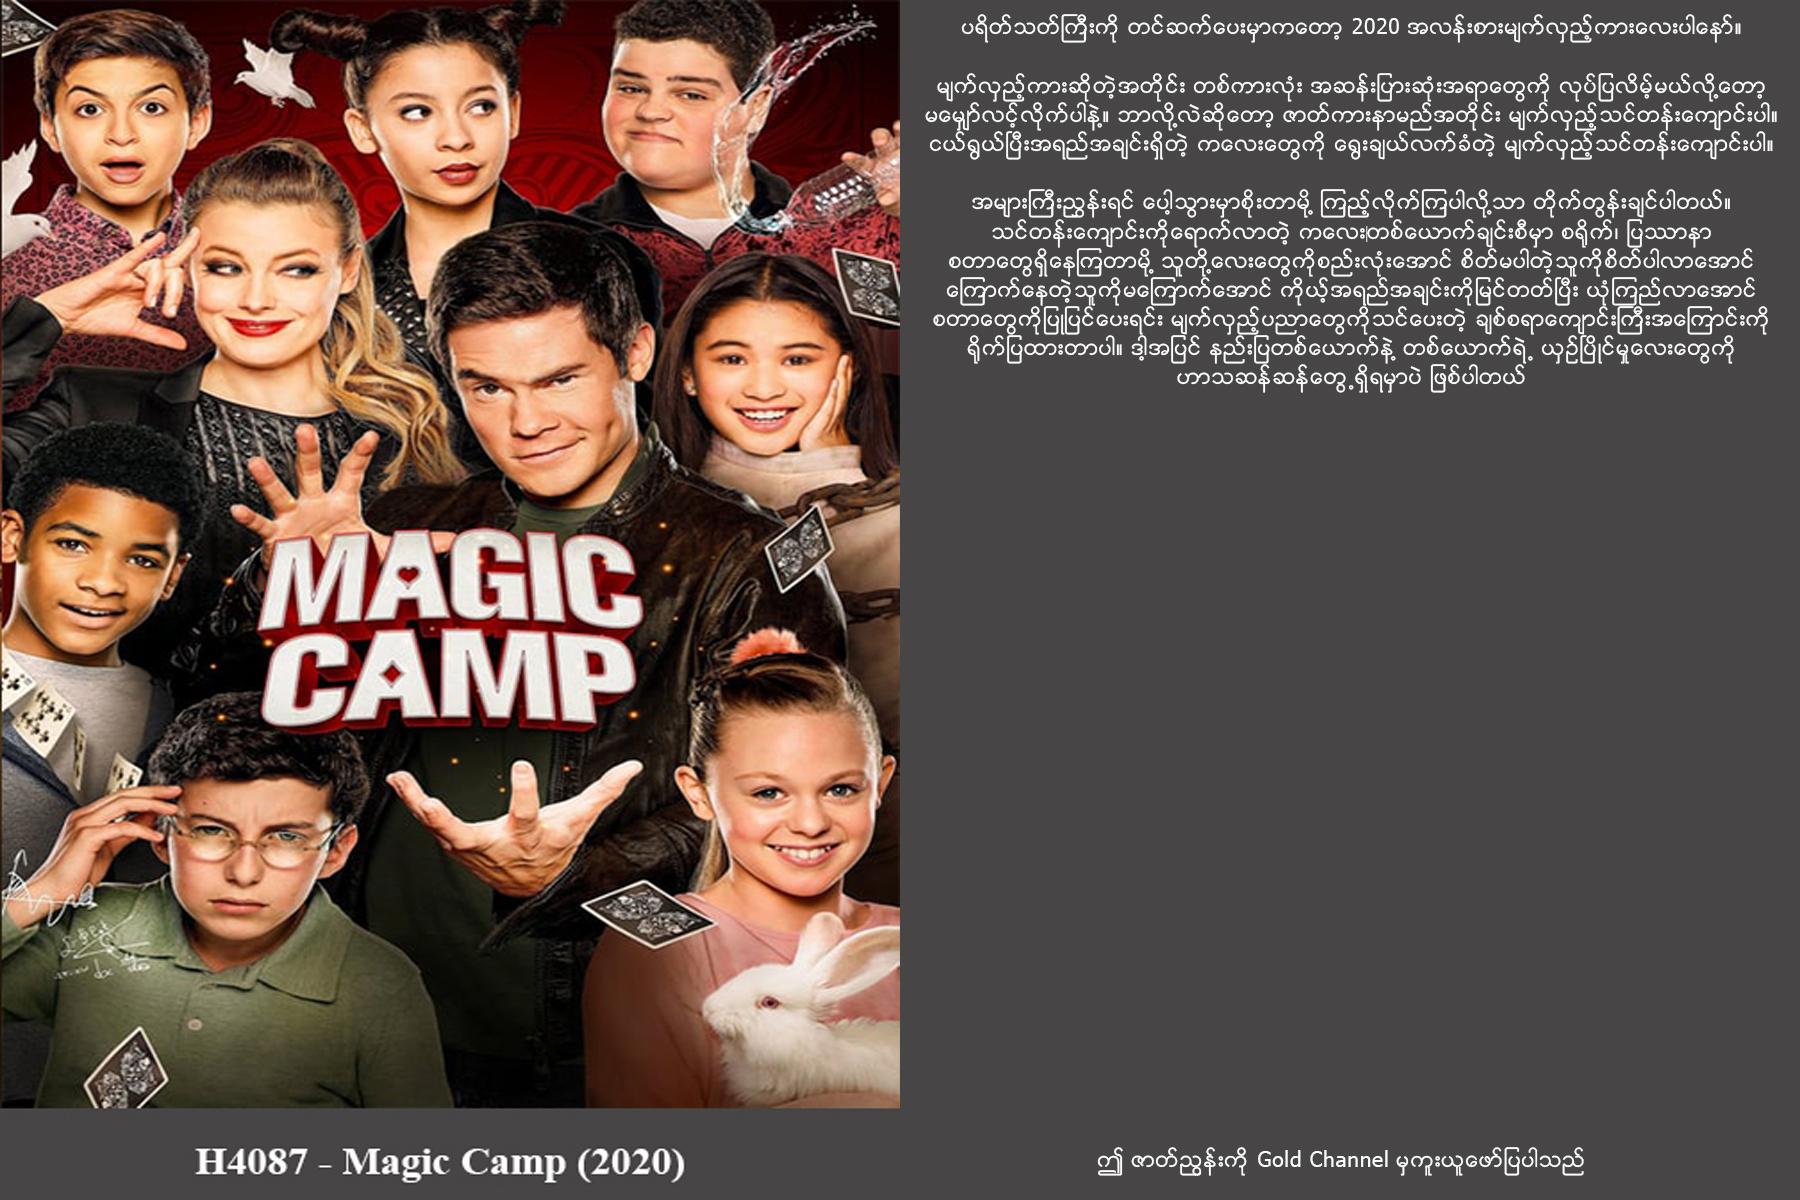 MAGIC
CAMP
H4087 - Magic Camp (2020)
ပရိတ်သတ်ကြီးကို တင်ဆက်ပေးမှာကတော့ 2020 အလန်းစားမျက်လှည့်ကားလေးပါနော်။
မျက်လှည့်ကားဆိုတဲ့အတိုင်း တစ်ကားလုံး အဆန်းပြားဆုံးအရာတွေကို လုပ်ပြလိမ့်မယ်လို့တော့
မမျှော်လင့်လိုက်ပါနဲ့။ ဘာလို့လဲဆိုတော့ ဇာတ်ကားနာမည်အတိုင်း မျက်လှည့်သင်တန်းကျောင်းပါ။
ငယ်ရွယ်ပြီးအရည်အချင်းရှိတဲ့ ကလေးတွေကို ရွေးချယ်လက်ခံတဲ့ မျက်လှည့်သင်တန်းကျောင်းပါ။
အများကြီးညွှန်းရင် ပေါ့သွားမှာစိုးတာမို့ ကြည့်လိုက်ကြပါလို့သာ တိုက်တွန်းချင်ပါတယ်။
သင်တန်းကျောင်းကိုရောက်လာတဲ့ ကလေးတစ်ယောက်ချင်းစီမှာ စရိုက်၊ ပြဿာနာ
စတာတွေရှိနေကြတာမို့ သူတို့လေးတွေကိုစည်းလုံးအောင် စိတ်မပါတဲ့သူကိုစိတ်ပါလာအောင်
ကြောက်နေတဲ့သူကိုမကြောက်အောင် ကိုယ့်အရည်အချင်းကိုမြင်တတ်ပြီး ယုံကြည်လာအောင်
စတာတွေကိုပြုပြင်ပေးရင်း မျက်လှည့်ပညာတွေကိုသင်ပေးတဲ့ ချစ်စရာကျောင်းကြီးအကြောင်းကို
ရိုက်ပြထားတာပါ။ ဒါ့အပြင် နည်းပြတစ်ယောက်နဲ့ တစ်ယောက်ရဲ့ ယှဉ်ပြိုင်မှုလေးတွေကို
ဟာသဆန်ဆန်တွေ့ရှိရမှာပဲ ဖြစ်ပါတယ်
ဤ ဇာတ်ညွှန်းကို Gold Channel မှကူးယူဖော်ပြပါသည်